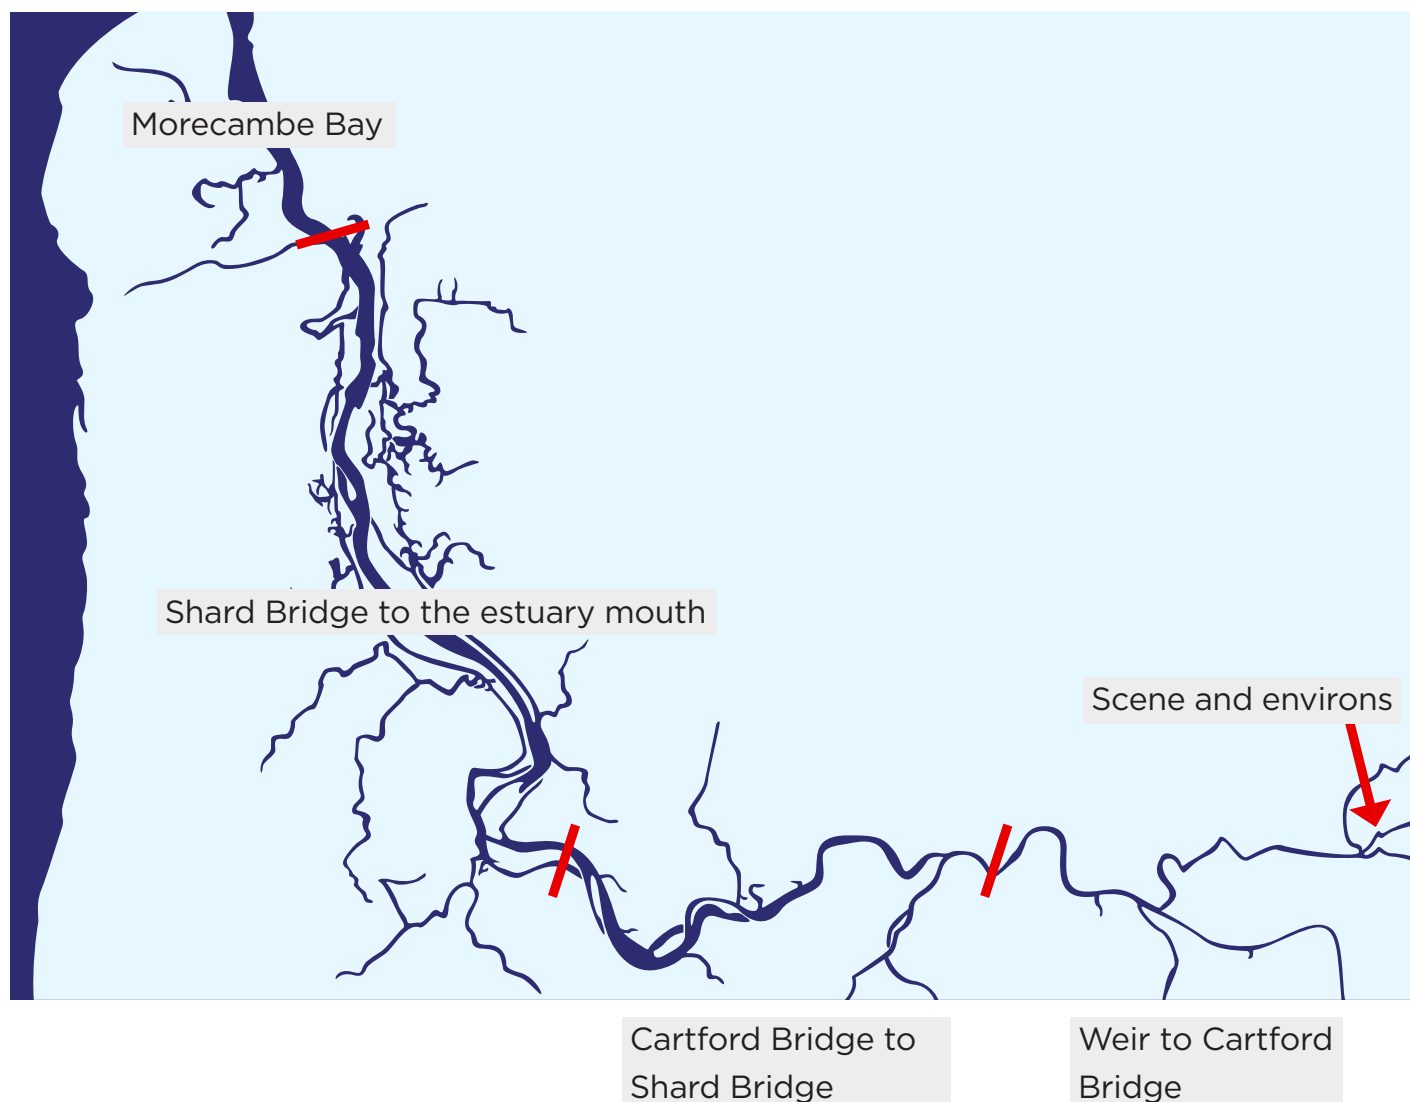 Morecambe Bay
Shard Bridge to the estuary mouth
Scene and environs
Cartford Bridge to
Shard Bridge
Weir to Cartford
Bridge